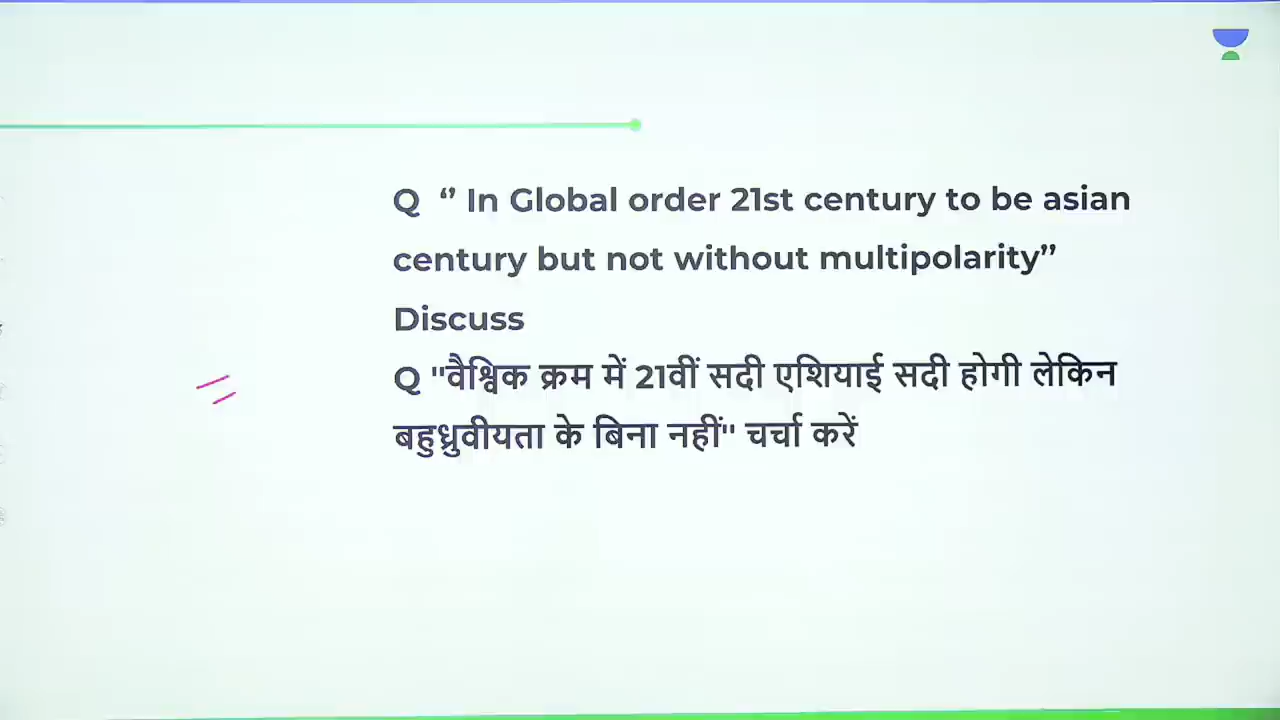 Q “ In Global order 21st century to be asian
century but not without multipolarity”
Discuss
Q "वैश्विक क्रम में 21वीं सदी एशियाई सदी होगी लेकिन
बहुध्रुवीयता के बिना नहीं" चर्चा करें